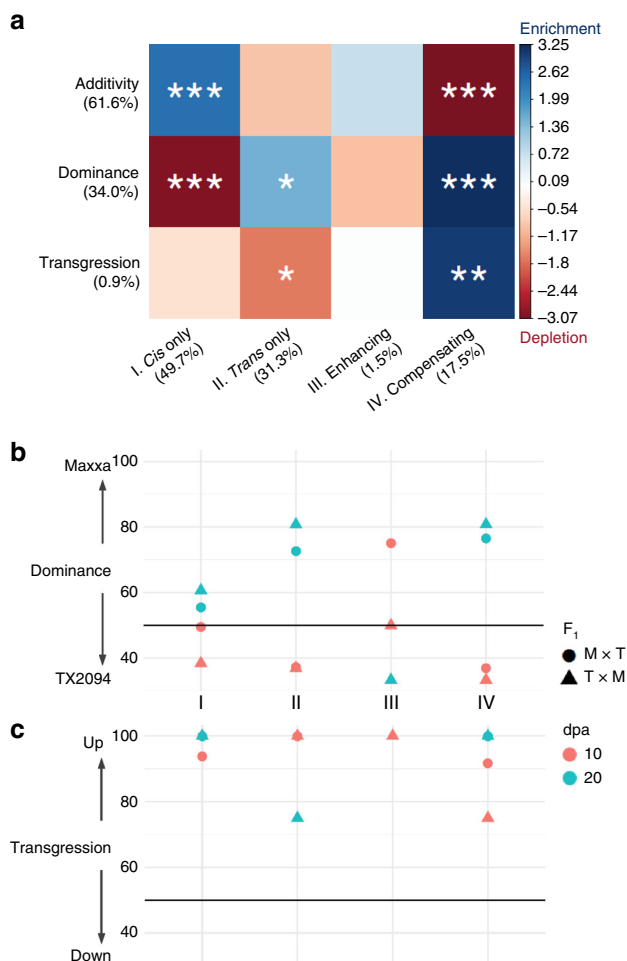 a
Enrichment
Additivity
(61.6%)
***
***
Dominance
(34.0%)
***
*
***
Transgression
(0.9%)
*
**
3.25
2.62
1.99
1.36
0.72
0.09
−0.54
−1.17
−1.8
−2.44
−3.07
Depletion
I. Cis only
(49.7%)
II. Trans only
(31.3%)
III. Enhancing
(1.5%)
IV. Compensating
(17.5%)
b
Maxxa
Dominance
TX2094
100
80
60
40
I II III IV
F1
M × T
T × M
dpa
10
20
c
Up
Transgression
Down
100
80
60
40